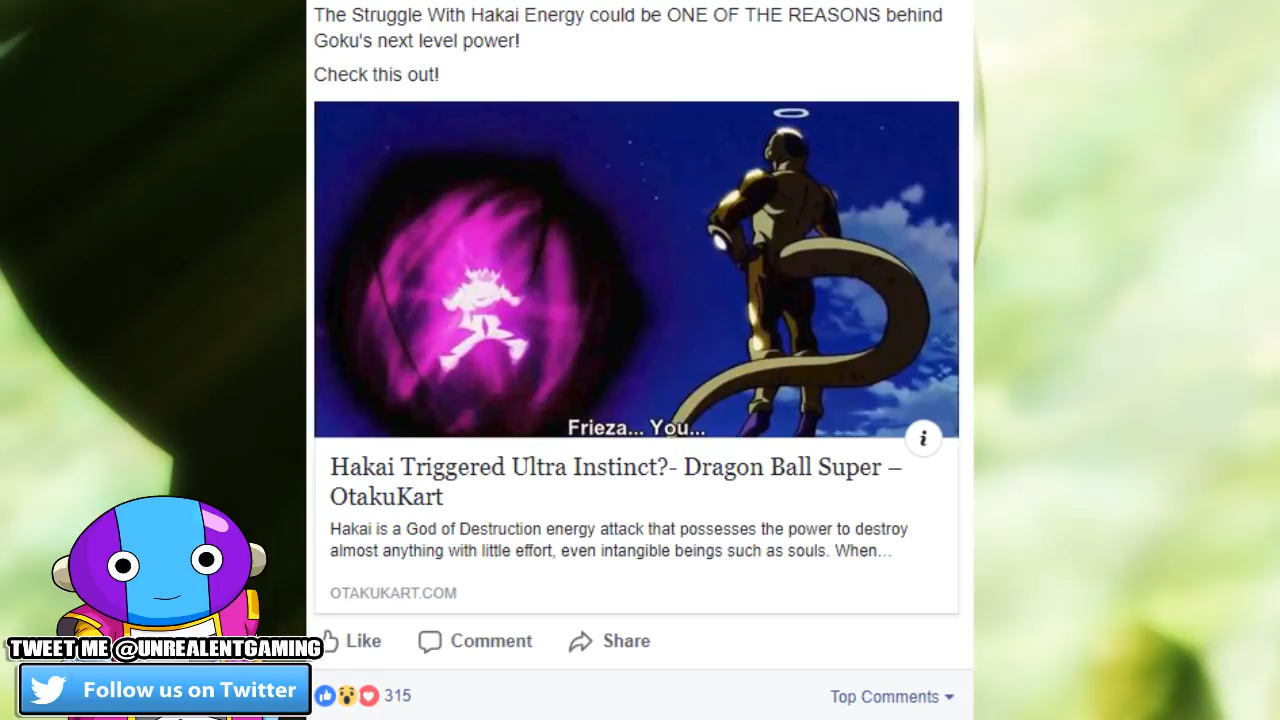 The Struggle With Hakai Energy could be ONE OF THE REASONS behind
Goku's next level power!
Check this out!
Frieza... You...
i
Hakai Triggered Ultra Instinct?- Dragon Ball Super –
OtakuKart
Hakai is a God of Destruction energy attack that possesses the power to destroy
almost anything with little effort, even intangible beings such as souls. When...
OTAKUKART.COM
Like Comment Share
TWEET ME @UNREALENTGAMING
Follow us on Twitter
315
Top Comments